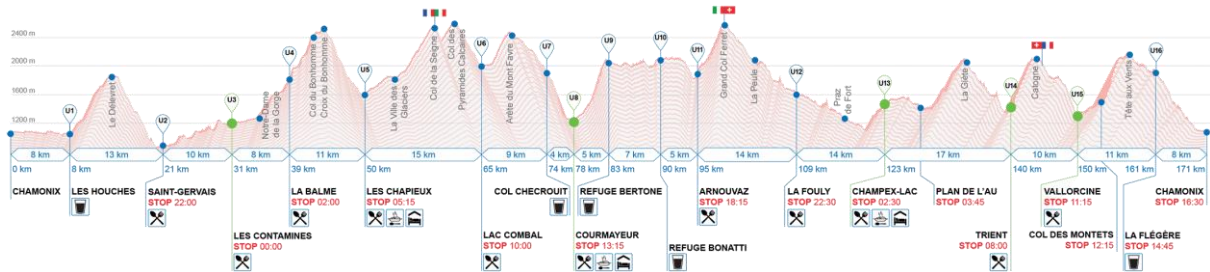 2400 m
2000 m
1600 m
1200 m
U1
U2
U3
U4
U5
U6
U7
U8
U9
U10
U11
U12
U13
U14
U15
U16
Le Délevret
Notre-Dame
de la Gorge
Col du Bonhomme
Croix du Bonhomme
La Ville des
Glaciers
Col de la Seigne
Col des
Pyramides Calcaires
Arête du Mont Favre
Grand Col Ferret
La Peule
Praz
de Fort
La Giète
Catogne
Tête aux Vents
8 km
13 km
10 km
8 km
11 km
15 km
9 km
4 km
5 km
7 km
5 km
14 km
14 km
17 km
10 km
11 km
8 km
0 km
8 km
21 km
31 km
39 km
50 km
65 km
74 km
78 km
83 km
90 km
95 km
109 km
123 km
140 km
150 km
161 km
171 km
CHAMONIX
LES HOUCHES
SAINT-GERVAIS
STOP 22:00
LES CONTAMINES
STOP 00:00
LA BALME
STOP 02:00
LES CHAPIEUX
STOP 05:15
LAC COMBAL
STOP 10:00
COL CHECROUIT
COURMAYEUR
STOP 13:15
REFUGE BERTONE
REFUGE BONATTI
ARNOUVAZ
STOP 18:15
LA FOULY
STOP 22:30
CHAMPEX-LAC
STOP 02:30
PLAN DE L'AU
STOP 03:45
TRIENT
STOP 08:00
VALLORCINE
STOP 11:15
COL DES MONTETS
STOP 12:15
LA FLÉGÈRE
STOP 14:45
CHAMONIX
STOP 16:30